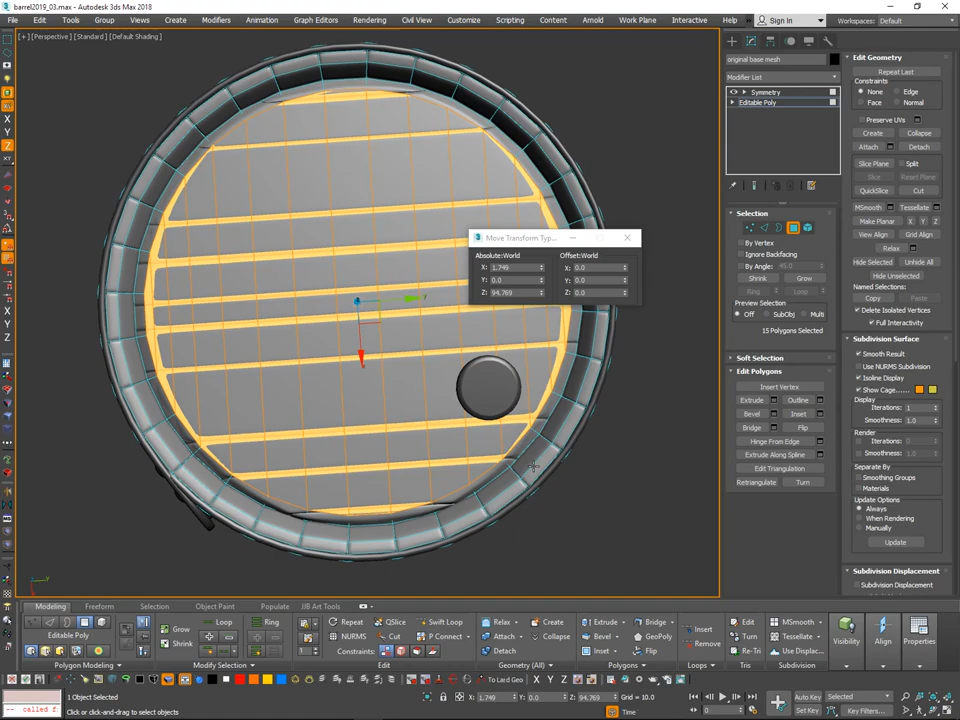 barrel2019_03.max - Autodesk 3ds Max 2018
File Edit Tools Group Views Create Modifiers Animation Graph Editors Rendering Civil View Customize Scripting Content Arnold Work Plane Interactive Help Sign In Workspaces: Default
[+] [Perspective] [Standard] [Default Shading]
X
Y
Z
X
Y
Z
Move Transform Typ...
Absolute:World Offset:World
X: 1.749 X: 0.0
Y: 0.0 Y: 0.0
Z: 94.769 Z: 0.0
original base mesh
Modifier List
Symmetry
Editable Poly
Selection
By Vertex
Ignore Backfacing
By Angle: 45.0
Shrink Grow
Ring Loop
Preview Selection
Off SubObj Multi
15 Polygons Selected
Soft Selection
Edit Polygons
Insert Vertex
Extrude Outline
Bevel Inset
Bridge Flip
Hinge From Edge
Extrude Along Spline
Edit Triangulation
Retriangulate Turn
Edit Geometry
Repeat Last
Constraints
None Edge
Face Normal
Preserve UVs
Create Collapse
Attach Detach
Slice Plane Split
Slice Reset Plane
QuickSlice Cut
MSmooth Tessellate
Make Planar X Y Z
View Align Grid Align
Relax
Hide Selected Unhide All
Hide Unselected
Named Selections:
Copy Paste
Delete Isolated Vertices
Full Interactivity
Subdivision Surface
Smooth Result
Use NURMS Subdivision
Isoline Display
Show Cage......
Display
Iterations: 1
Smoothness: 1.0
Render
Iterations: 0
Smoothness:
Separate By
Smoothing Groups
Materials
Update Options
Always
When Rendering
Manually
Update
Subdivision Displacement
Subdivision Displacement
Modeling Freeform Selection Object Paint Populate JJB Art Tools
Editable Poly
Polygon Modeling
Grow
Shrink
Loop
Ring
Modify Selection
1
Repeat QSlice Swift Loop
NURMS Cut P Connect
Constraints:
Edit
Relax Create
Attach Collapse
Detach
Geometry (All)
Extrude Bridge
Bevel GeoPoly
Inset Flip
Polygons
Insert
Remove
Loops
Edit
Turn
Re-Tri
Tris
MSmooth
Tessellate
Use Displac...
Subdivision
Visibility
Align
Properties
To Land Geo X Y Z
1 Object Selected
Click or click-and-drag to select objects
-- called f
X: 1.749 Y: 0.0 Z: 94.769 Grid = 10.0
Time
0
Auto Key Selected
Set Key Key Filters...